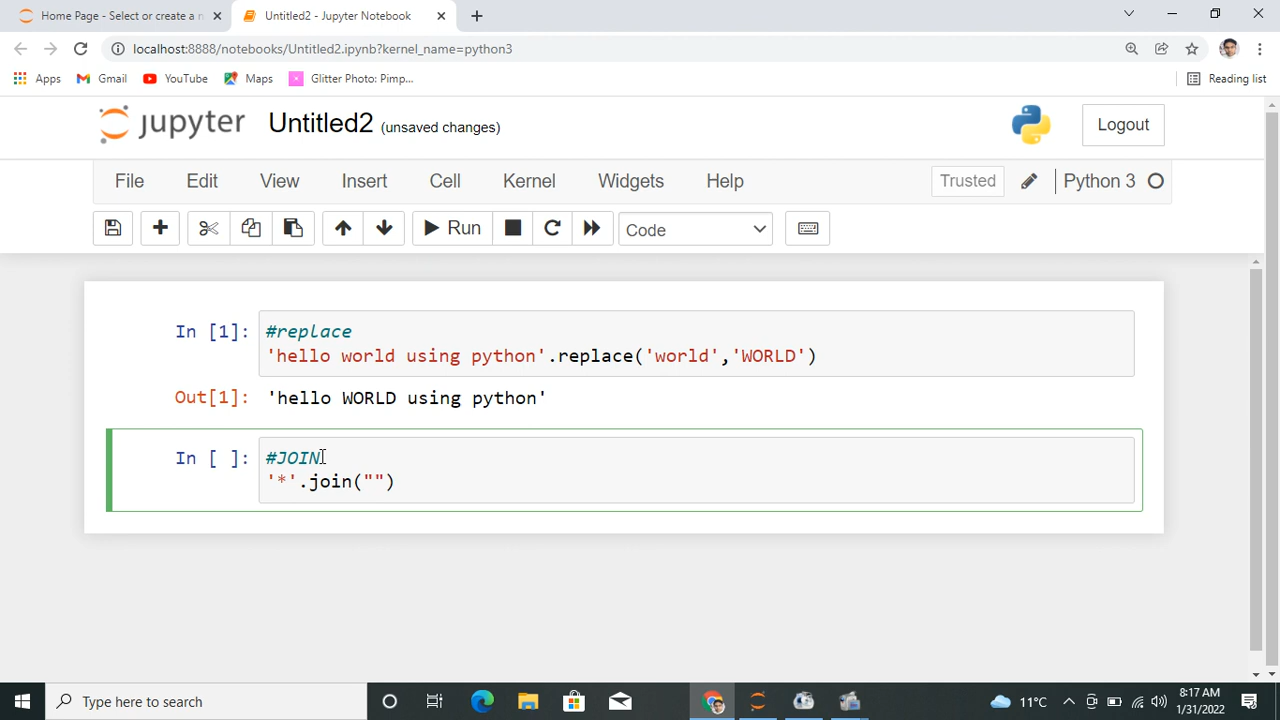 Home Page - Select or create a n
Untitled2 - Jupyter Notebook
localhost:8888/notebooks/Untitled2.ipynb?kernel_name=python3
Apps
Gmail
YouTube
Maps
Glitter Photo: Pimp...
Reading list
jupyter
Untitled2 (unsaved changes)
Logout
File
Edit
View
Insert
Cell
Kernel
Widgets
Help
Trusted
Python 3
Run
Code
In [1]:
#replace
'hello world using python'.replace('world','WORLD')
Out[1]:
'hello WORLD using python'
In [ ]:
#JOIN
'*'.join("")
Type here to search
11°C
8:17 AM
1/31/2022